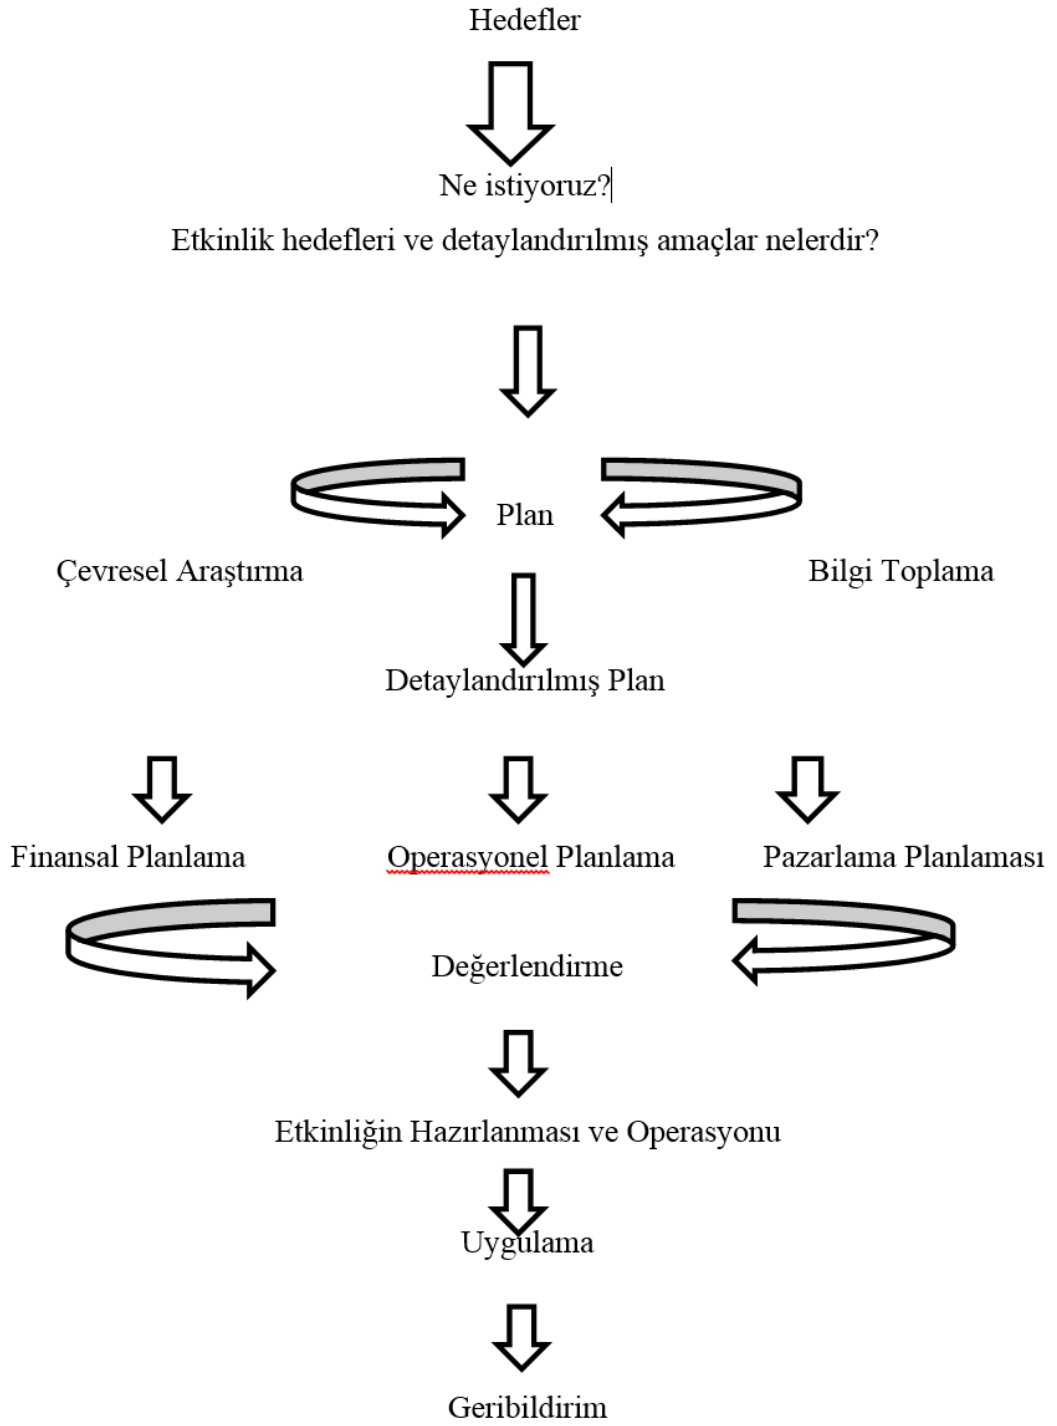 Hedefler
Ne istiyoruz?
Etkinlik hedefleri ve detaylandırılmış amaçlar nelerdir?
Plan
Çevresel Araştırma
Bilgi Toplama
Detaylandırılmış Plan
Finansal Planlama
Operasyonel Planlama
Pazarlama Planlaması
Değerlendirme
Etkinliğin Hazırlanması ve Operasyonu
Uygulama
Geribildirim